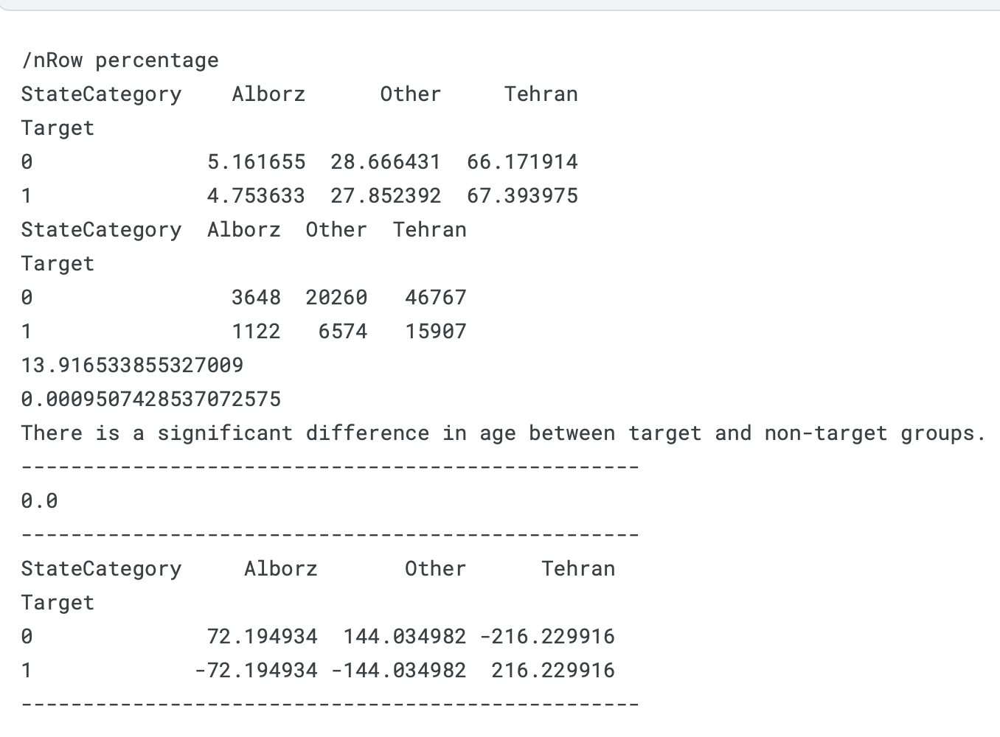 /nRow percentage
StateCategory    Alborz      Other     Tehran
Target
0              5.161655  28.666431  66.171914
1              4.753633  27.852392  67.393975
StateCategory  Alborz  Other  Tehran
Target
0                3648  20260   46767
1                1122   6574   15907
13.916533855327009
0.0009507428537072575
There is a significant difference in age between target and non-target groups.
--------------------------------------------------
0.0
--------------------------------------------------
StateCategory     Alborz       Other      Tehran
Target
0              72.194934  144.034982 -216.229916
1             -72.194934 -144.034982  216.229916
--------------------------------------------------